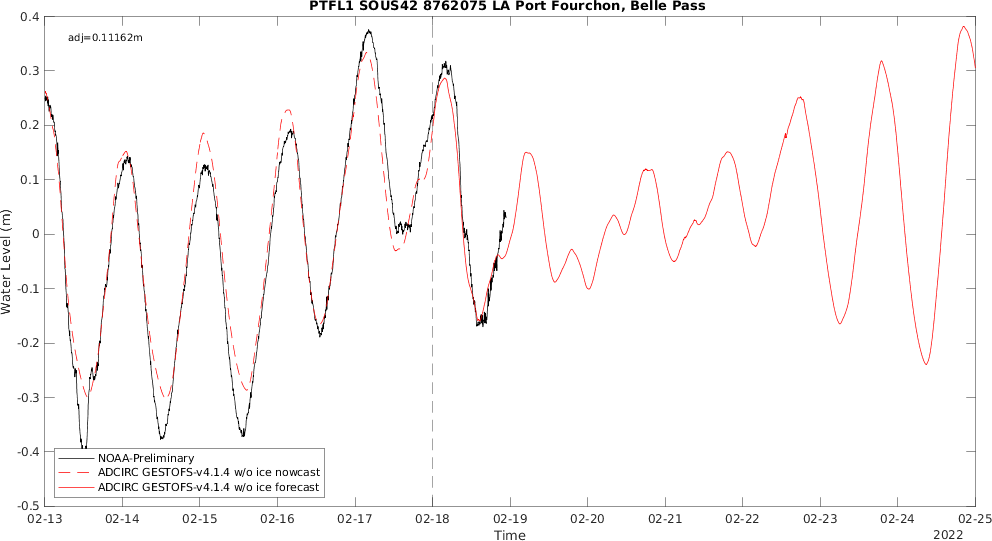 PTFL1 SOUS42 8762075 LA Port Fourchon, Belle Pass
adj=0.11162m
0.4
0.3
0.2
0.1
0
-0.1
-0.2
-0.3
-0.4
-0.5
Water Level (m)
NOAA-Preliminary
ADCIRC GESTOFS-v4.1.4 w/o ice nowcast
ADCIRC GESTOFS-v4.1.4 w/o ice forecast
02-13 02-14 02-15 02-16 02-17 02-18 02-19 02-20 02-21 02-22 02-23 02-24 02-25
Time
2022